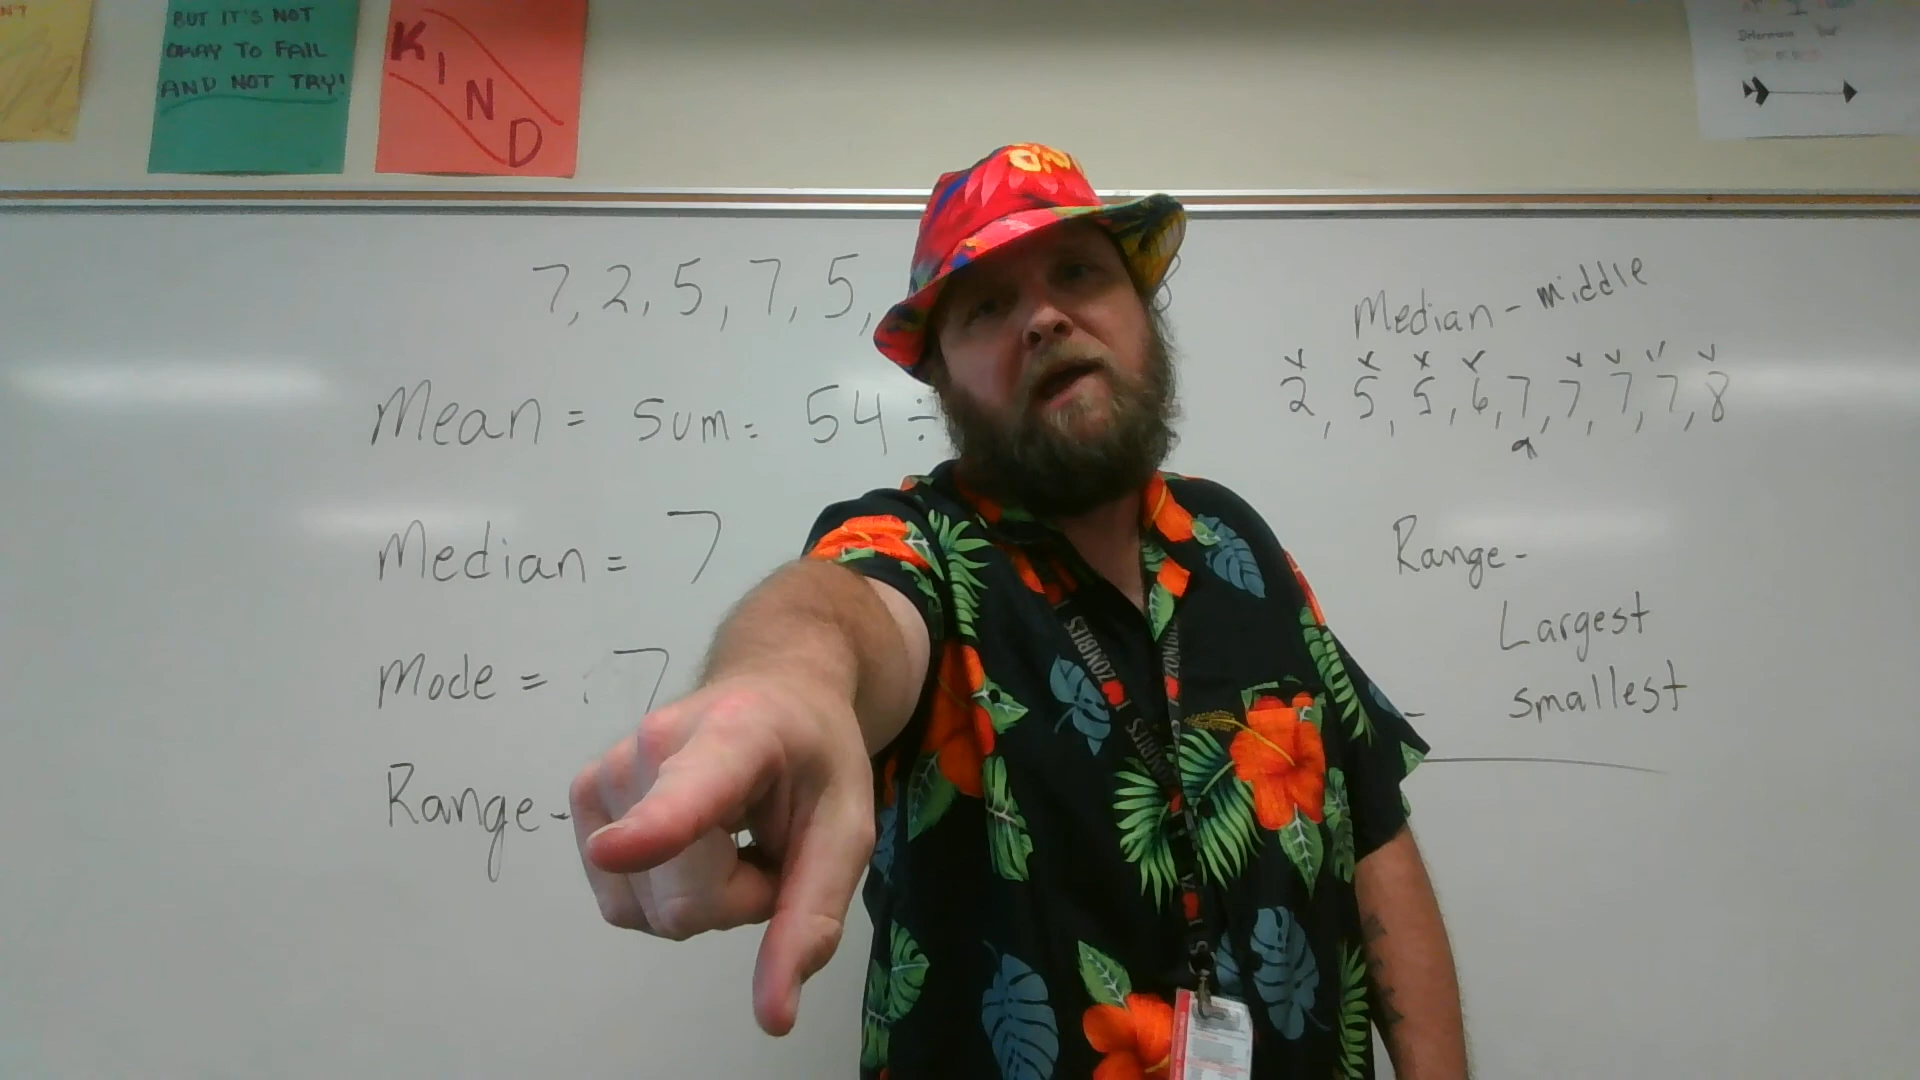 BUT IT'S NOT
OKAY TO FAIL
AND NOT TRY!
KIND
7, 2, 5, 7, 5,
8
Mean = Sum = 54 ÷
Median = 7
Mode = 7
Range -
Median - middle
2, 5, 5, 6, 7, 7, 7, 7, 8
Range -
Largest
- smallest
ZOMBIES I
ZOMBIES